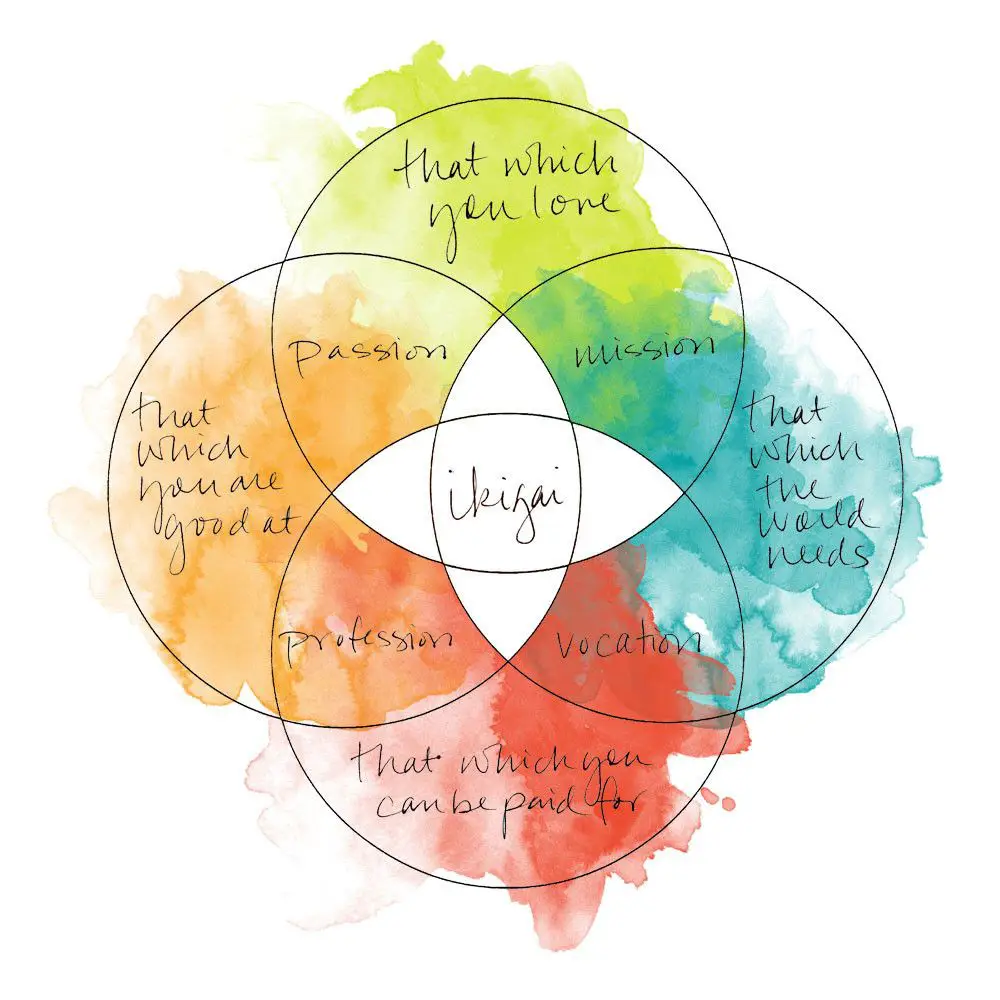 that which
you love
passion
mission
that
which
you are
good at
ikigai
that
which
the
world
needs
profession
vocation
that which you
can be paid for